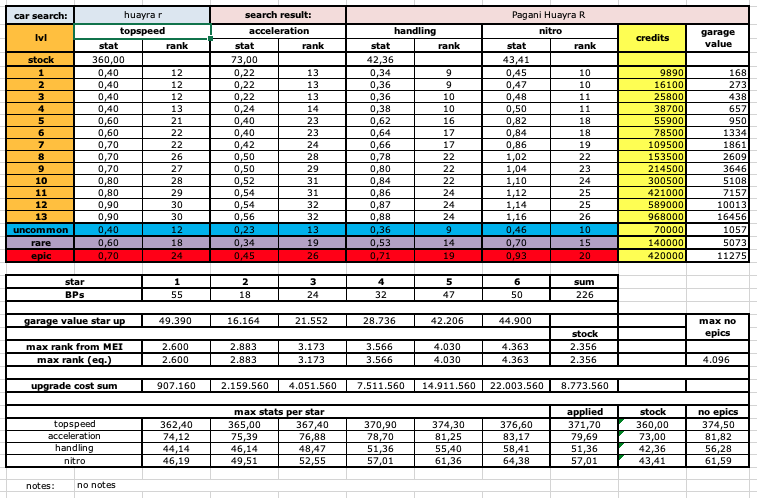 car search: huayra r search result: Pagani Huayra R
lvl topspeed acceleration handling nitro credits garage value
stat rank stat rank stat rank stat rank
stock 360,00 73,00 42,36 43,41
1 0,40 12 0,22 13 0,34 9 0,45 10 9890 168
2 0,40 12 0,22 13 0,36 9 0,47 10 16100 273
3 0,40 12 0,22 13 0,36 10 0,48 11 25800 438
4 0,40 13 0,24 14 0,38 10 0,50 11 38700 657
5 0,60 21 0,40 23 0,62 16 0,82 18 55900 950
6 0,60 22 0,40 23 0,64 17 0,84 18 78500 1334
7 0,70 22 0,42 24 0,66 17 0,86 19 109500 1861
8 0,70 26 0,50 28 0,78 22 1,02 22 153500 2609
9 0,70 27 0,50 29 0,80 22 1,04 23 214500 3646
10 0,80 28 0,52 31 0,84 22 1,10 24 300500 5108
11 0,80 29 0,54 31 0,86 24 1,12 25 421000 7157
12 0,90 30 0,54 32 0,87 24 1,14 25 589000 10013
13 0,90 30 0,56 32 0,88 24 1,16 26 968000 16456
uncommon 0,40 12 0,23 13 0,36 9 0,46 10 70000 1057
rare 0,60 18 0,34 19 0,53 14 0,70 15 140000 5073
epic 0,70 24 0,45 26 0,71 19 0,93 20 420000 11275
star 1 2 3 4 5 6 sum
BPs 55 18 24 32 47 50 226
garage value star up 49.390 16.164 21.552 28.736 42.206 44.900 max no epics
stock
max rank from MEI 2.600 2.883 3.173 3.566 4.030 4.363 2.356
max rank (eq.) 2.600 2.883 3.173 3.566 4.030 4.363 2.356 4.096
upgrade cost sum 907.160 2.159.560 4.051.560 7.511.560 14.911.560 22.003.560 8.773.560
max stats per star applied stock no epics
topspeed 362,40 365,00 367,40 370,90 374,30 376,60 371,70 360,00 374,50
acceleration 74,12 75,39 76,88 78,70 81,25 83,17 79,69 73,00 81,82
handling 44,14 46,14 48,47 51,36 55,40 58,41 51,36 42,36 56,28
nitro 46,19 49,51 52,55 57,01 61,36 64,38 57,01 43,41 61,59
notes: no notes